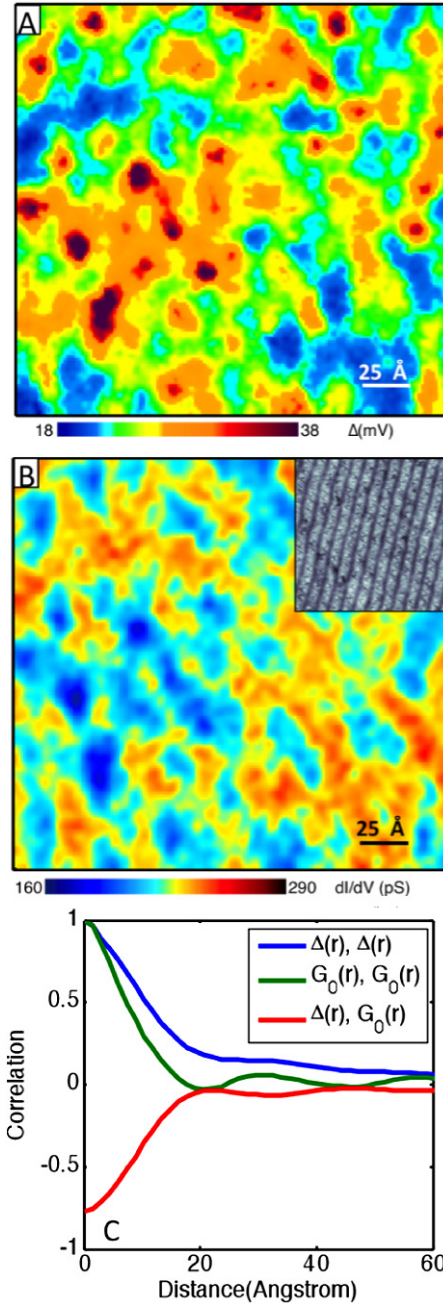 A
25 Å
18 38 Δ(mV)
B
25 Å
160 290 dI/dV (pS)
1
0.5
0
-0.5
-1
Correlation
Δ(r), Δ(r)
G₀(r), G₀(r)
Δ(r), G₀(r)
C
0 20 40 60
Distance(Angstrom)